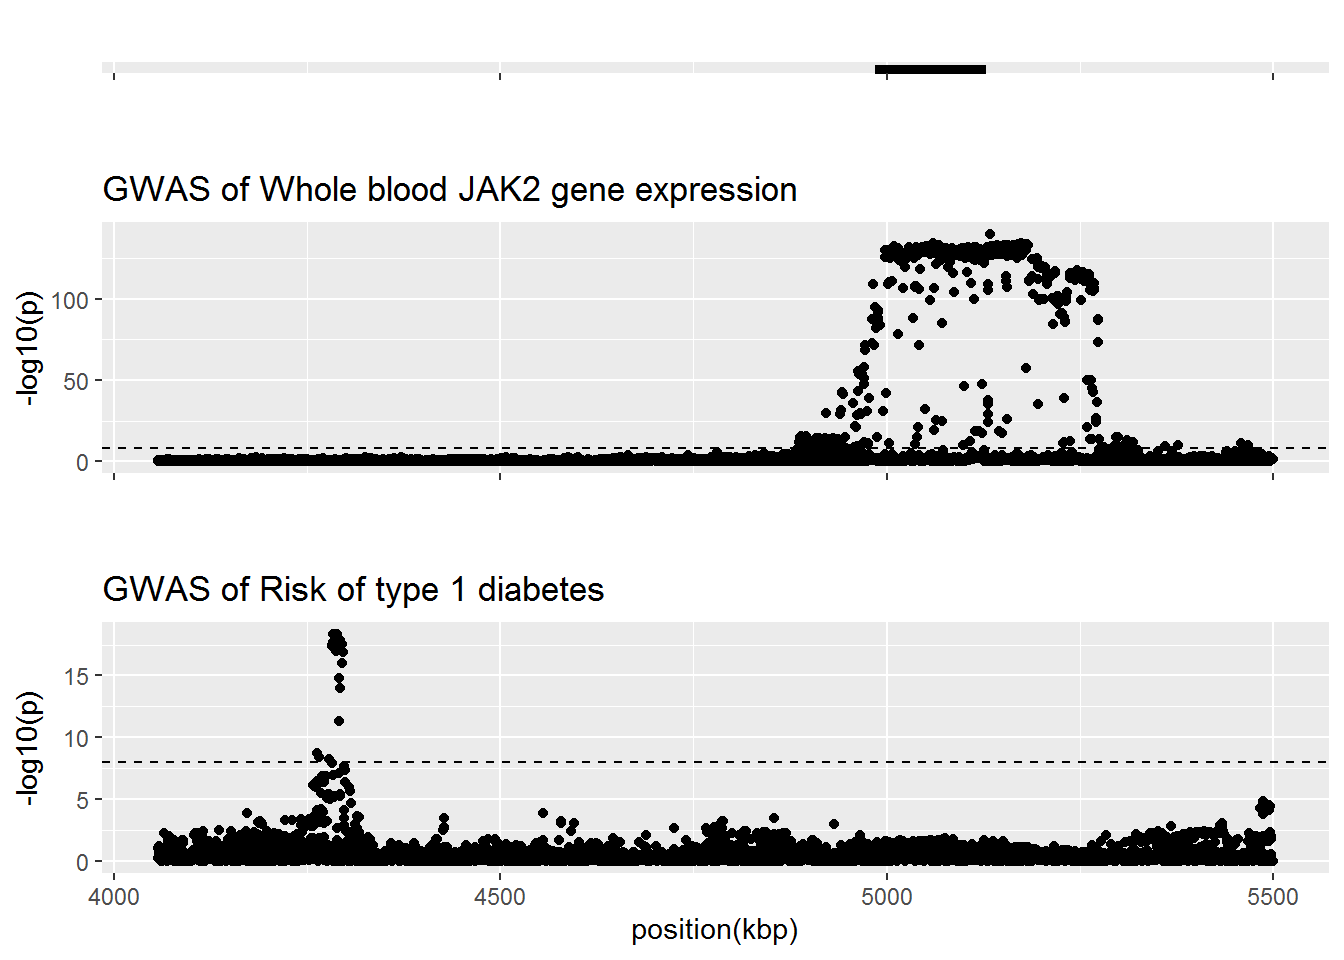 GWAS of Whole blood JAK2 gene expression
-log10(p)
100
50
0
GWAS of Risk of type 1 diabetes
-log10(p)
15
10
5
0
4000 4500 5000 5500
position(kbp)